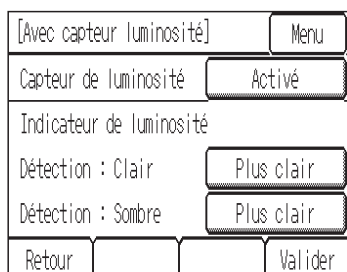 [Avec capteur luminosité] Menu
Capteur de luminosité Activé
Indicateur de luminosité
Détection : Clair Plus clair
Détection : Sombre Plus clair
Retour Valider